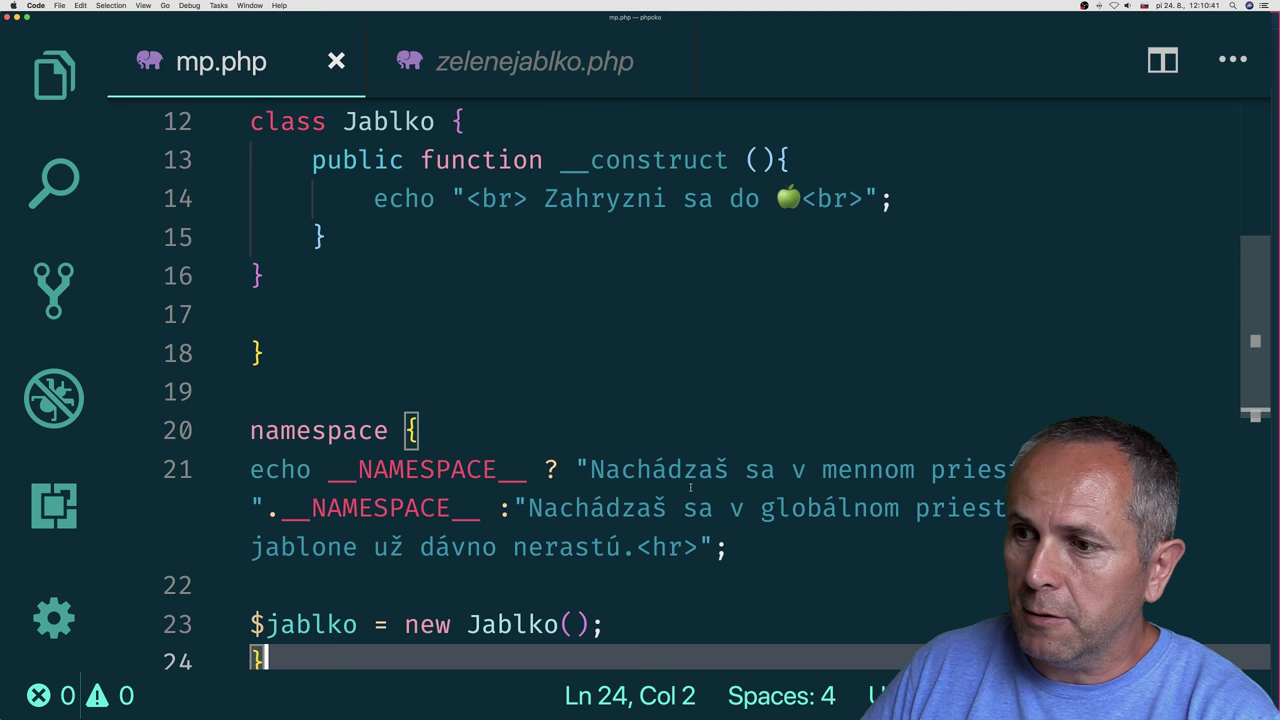 Code File Edit Selection View Go Debug Tasks Window Help pi 24. 8., 12:10:41
mp.php — phpcko
mp.php zelenejablko.php
12 class Jablko {
13 public function __construct (){
14 echo "<br> Zahryzni sa do 🍏<br>";
15 }
16 }
17
18 }
19
20 namespace {
21 echo __NAMESPACE__ ? "Nachádzaš sa v mennom priest
".__NAMESPACE__ :"Nachádzaš sa v globálnom priest
jablone už dávno nerastú.<hr>";
22
23 $jablko = new Jablko();
24 }
0 0 Ln 24, Col 2 Spaces: 4